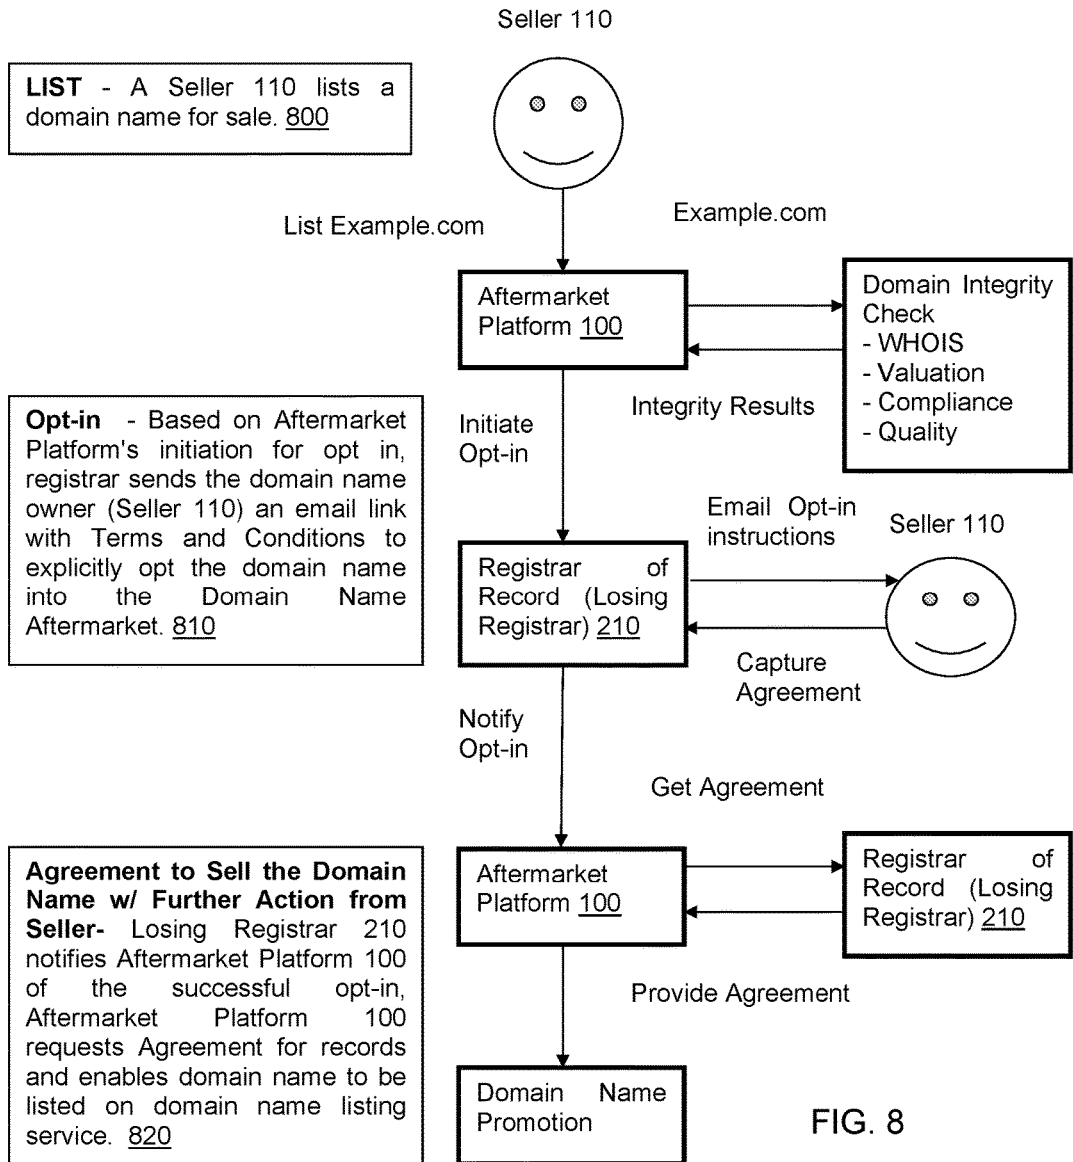 Seller 110
LIST - A Seller 110 lists a
domain name for sale. 800
List Example.com
Example.com
Aftermarket
Platform 100
Domain Integrity
Check
- WHOIS
- Valuation
- Compliance
- Quality
Integrity Results
Opt-in - Based on Aftermarket
Platform's initiation for opt in,
registrar sends the domain name
owner (Seller 110) an email link
with Terms and Conditions to
explicitly opt the domain name
into the Domain Name
Aftermarket. 810
Initiate
Opt-in
Email Opt-in
instructions
Seller 110
Registrar of
Record (Losing
Registrar) 210
Capture
Agreement
Notify
Opt-in
Get Agreement
Agreement to Sell the Domain
Name w/ Further Action from
Seller- Losing Registrar 210
notifies Aftermarket Platform 100
of the successful opt-in,
Aftermarket Platform 100
requests Agreement for records
and enables domain name to be
listed on domain name listing
service. 820
Aftermarket
Platform 100
Registrar of
Record (Losing
Registrar) 210
Provide Agreement
Domain Name
Promotion
FIG. 8